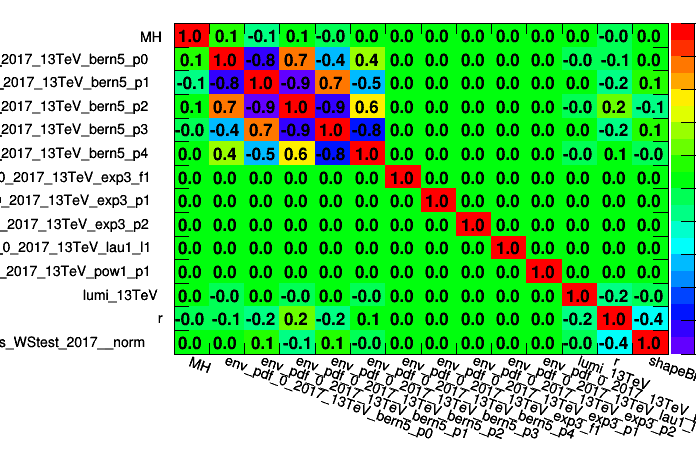 MH 1.0 0.1 -0.1 0.1 -0.0 0.0 0.0 0.0 0.0 0.0 0.0 0.0 -0.0 0.0
_2017_13TeV_bern5_p0 0.1 1.0 -0.8 0.7 -0.4 0.4 0.0 0.0 0.0 0.0 0.0 -0.0 -0.1 0.0
_2017_13TeV_bern5_p1 -0.1 -0.8 1.0 -0.9 0.7 -0.5 0.0 0.0 0.0 0.0 0.0 0.0 -0.2 0.1
_2017_13TeV_bern5_p2 0.1 0.7 -0.9 1.0 -0.9 0.6 0.0 0.0 0.0 0.0 0.0 -0.0 0.2 -0.1
_2017_13TeV_bern5_p3 -0.0 -0.4 0.7 -0.9 1.0 -0.8 0.0 0.0 0.0 0.0 0.0 0.0 -0.2 0.1
_2017_13TeV_bern5_p4 0.0 0.4 -0.5 0.6 -0.8 1.0 0.0 0.0 0.0 0.0 0.0 -0.0 0.1 -0.0
0_2017_13TeV_exp3_f1 0.0 0.0 0.0 0.0 0.0 0.0 1.0 0.0 0.0 0.0 0.0 0.0 0.0 0.0
_2017_13TeV_exp3_p1 0.0 0.0 0.0 0.0 0.0 0.0 0.0 1.0 0.0 0.0 0.0 0.0 0.0 0.0
_2017_13TeV_exp3_p2 0.0 0.0 0.0 0.0 0.0 0.0 0.0 0.0 1.0 0.0 0.0 0.0 0.0 0.0
_0_2017_13TeV_lau1_l1 0.0 0.0 0.0 0.0 0.0 0.0 0.0 0.0 0.0 1.0 0.0 0.0 0.0 0.0
_2017_13TeV_pow1_p1 0.0 0.0 0.0 0.0 0.0 0.0 0.0 0.0 0.0 0.0 1.0 0.0 0.0 0.0
lumi_13TeV 0.0 -0.0 0.0 -0.0 0.0 -0.0 0.0 0.0 0.0 0.0 0.0 1.0 -0.2 -0.0
r -0.0 -0.1 -0.2 0.2 -0.2 0.1 0.0 0.0 0.0 0.0 0.0 -0.2 1.0 -0.4
s_WStest_2017__norm 0.0 0.0 0.1 -0.1 0.1 -0.0 0.0 0.0 0.0 0.0 0.0 -0.0 -0.4 1.0
MH
env_pdf_0_2017_13TeV_bern5_p0
env_pdf_0_2017_13TeV_bern5_p1
env_pdf_0_2017_13TeV_bern5_p2
env_pdf_0_2017_13TeV_bern5_p3
env_pdf_0_2017_13TeV_bern5_p4
env_pdf_0_2017_13TeV_exp3_f1
env_pdf_0_2017_13TeV_exp3_p1
env_pdf_0_2017_13TeV_exp3_p2
env_pdf_0_2017_13TeV_lau1_l
env_pdf_0_2017_13TeV_
lumi_13TeV
r